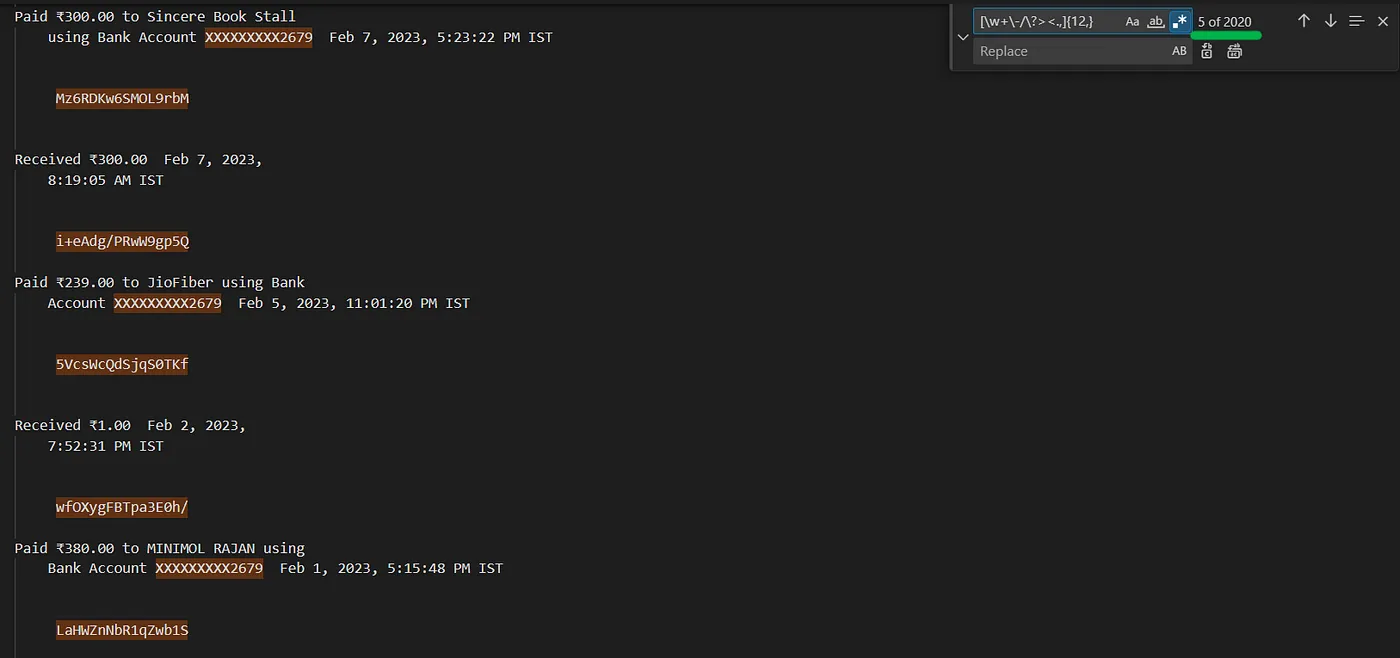 Paid ₹300.00 to Sincere Book Stall
using Bank Account XXXXXXXXX2679 Feb 7, 2023, 5:23:22 PM IST
Mz6RDKw6SMOL9rbM
Received ₹300.00 Feb 7, 2023,
8:19:05 AM IST
i+eAdg/PRwW9gp5Q
Paid ₹239.00 to JioFiber using Bank
Account XXXXXXXXX2679 Feb 5, 2023, 11:01:20 PM IST
5VcsWcQdSjqS0TKf
Received ₹1.00 Feb 2, 2023,
7:52:31 PM IST
wfOXygFBTpa3E0h/
Paid ₹380.00 to MINIMOL RAJAN using
Bank Account XXXXXXXXX2679 Feb 1, 2023, 5:15:48 PM IST
LaHWZnNbR1qZwb1S
[\w+\-/\?><.,]{12,} Aa ab .* 5 of 2020
Replace AB